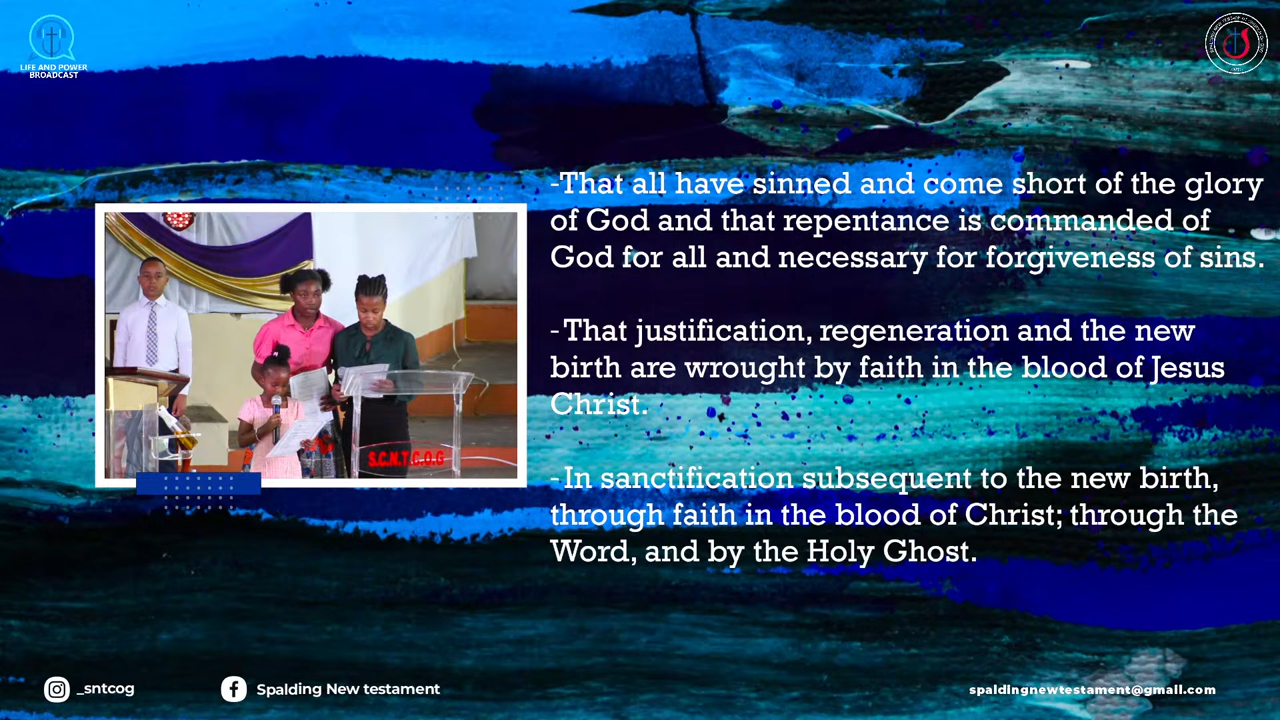 LIFE AND POWER
BROADCAST
-That all have sinned and come short of the glory
of God and that repentance is commanded of
God for all and necessary for forgiveness of sins.
-That justification, regeneration and the new
birth are wrought by faith in the blood of Jesus
Christ.
-In sanctification subsequent to the new birth,
through faith in the blood of Christ; through the
Word, and by the Holy Ghost.
S.C.N.T.C.O.G
_sntcog
Spalding New testament
spaldingnewtestament@gmail.com